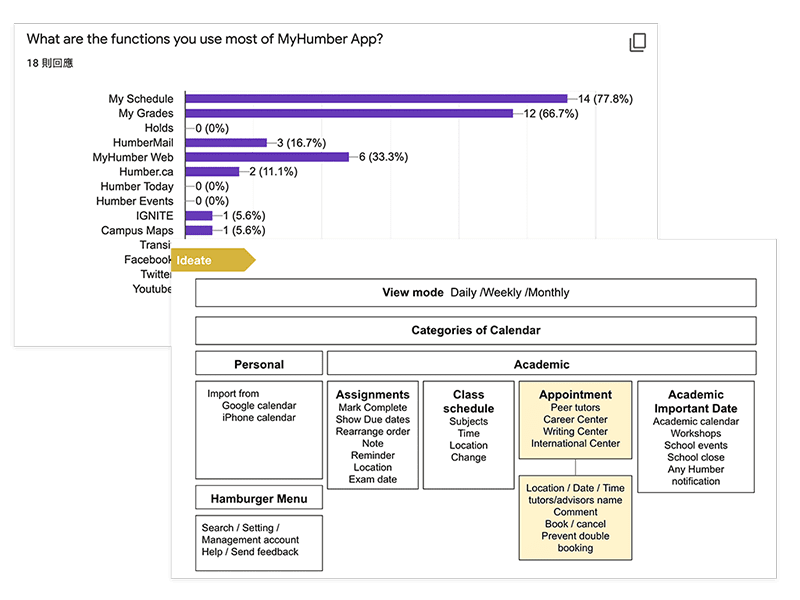 What are the functions you use most of MyHumber App?
18 則回應
My Schedule 14 (77.8%)
My Grades 12 (66.7%)
Holds 0 (0%)
HumberMail 3 (16.7%)
MyHumber Web 6 (33.3%)
Humber.ca 2 (11.1%)
Humber Today 0 (0%)
Humber Events 0 (0%)
IGNITE 1 (5.6%)
Campus Maps 1 (5.6%)
Transi
Facebook
Twitter
Youtube
Ideate
View mode Daily /Weekly /Monthly
Categories of Calendar
Personal
Import from
Google calendar
iPhone calendar
Hamburger Menu
Search / Setting /
Management account
Help / Send feedback
Academic
Assignments
Mark Complete
Show Due dates
Rearrange order
Note
Reminder
Location
Exam date
Class
schedule
Subjects
Time
Location
Change
Appointment
Peer tutors
Career Center
Writing Center
International Center
Location / Date / Time
tutors/advisors name
Comment
Book / cancel
Prevent double
booking
Academic
Important Date
Academic calendar
Workshops
School events
School close
Any Humber
notification